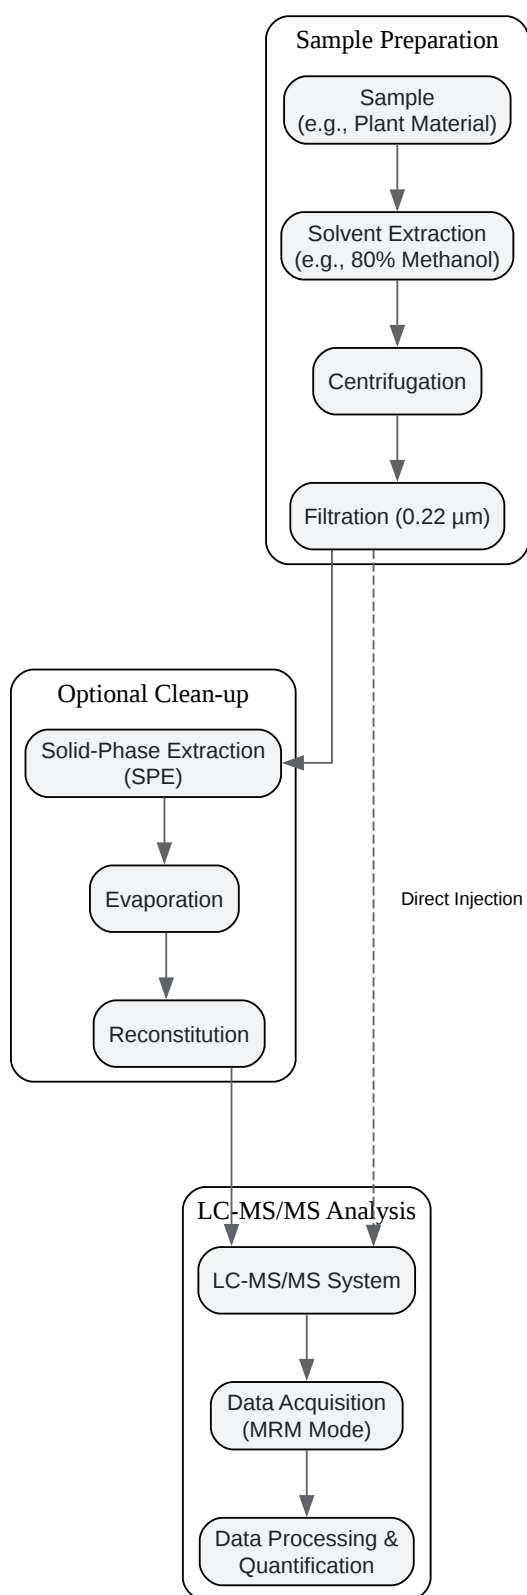 Sample Preparation
Sample
(e.g., Plant Material)
Solvent Extraction
(e.g., 80% Methanol)
Centrifugation
Filtration (0.22 µm)
Optional Clean-up
Solid-Phase Extraction
(SPE)
Evaporation
Direct Injection
Reconstitution
LC-MS/MS Analysis
LC-MS/MS System
Data Acquisition
(MRM Mode)
Data Processing &
Quantification